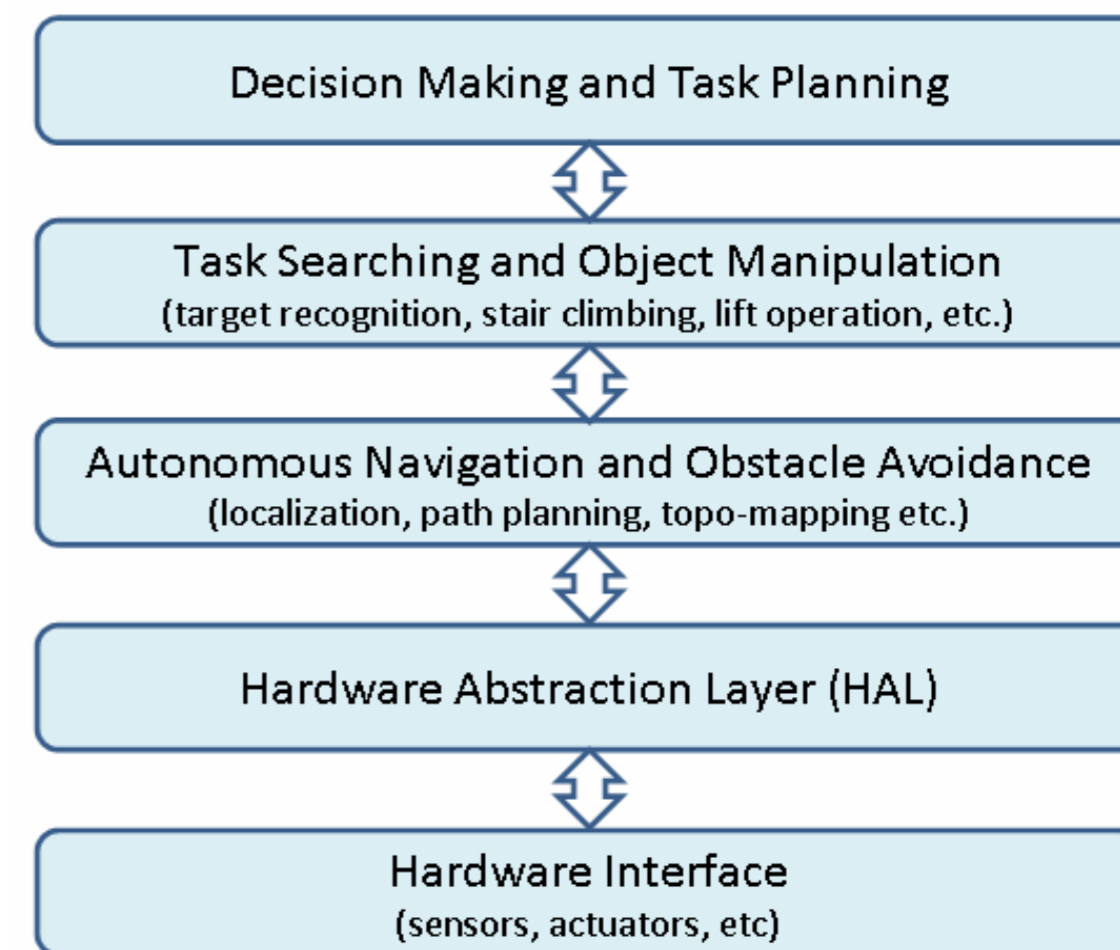 Decision Making and Task Planning
Task Searching and Object Manipulation
(target recognition, stair climbing, lift operation, etc.)
Autonomous Navigation and Obstacle Avoidance
(localization, path planning, topo-mapping etc.)
Hardware Abstraction Layer (HAL)
Hardware Interface
(sensors, actuators, etc)